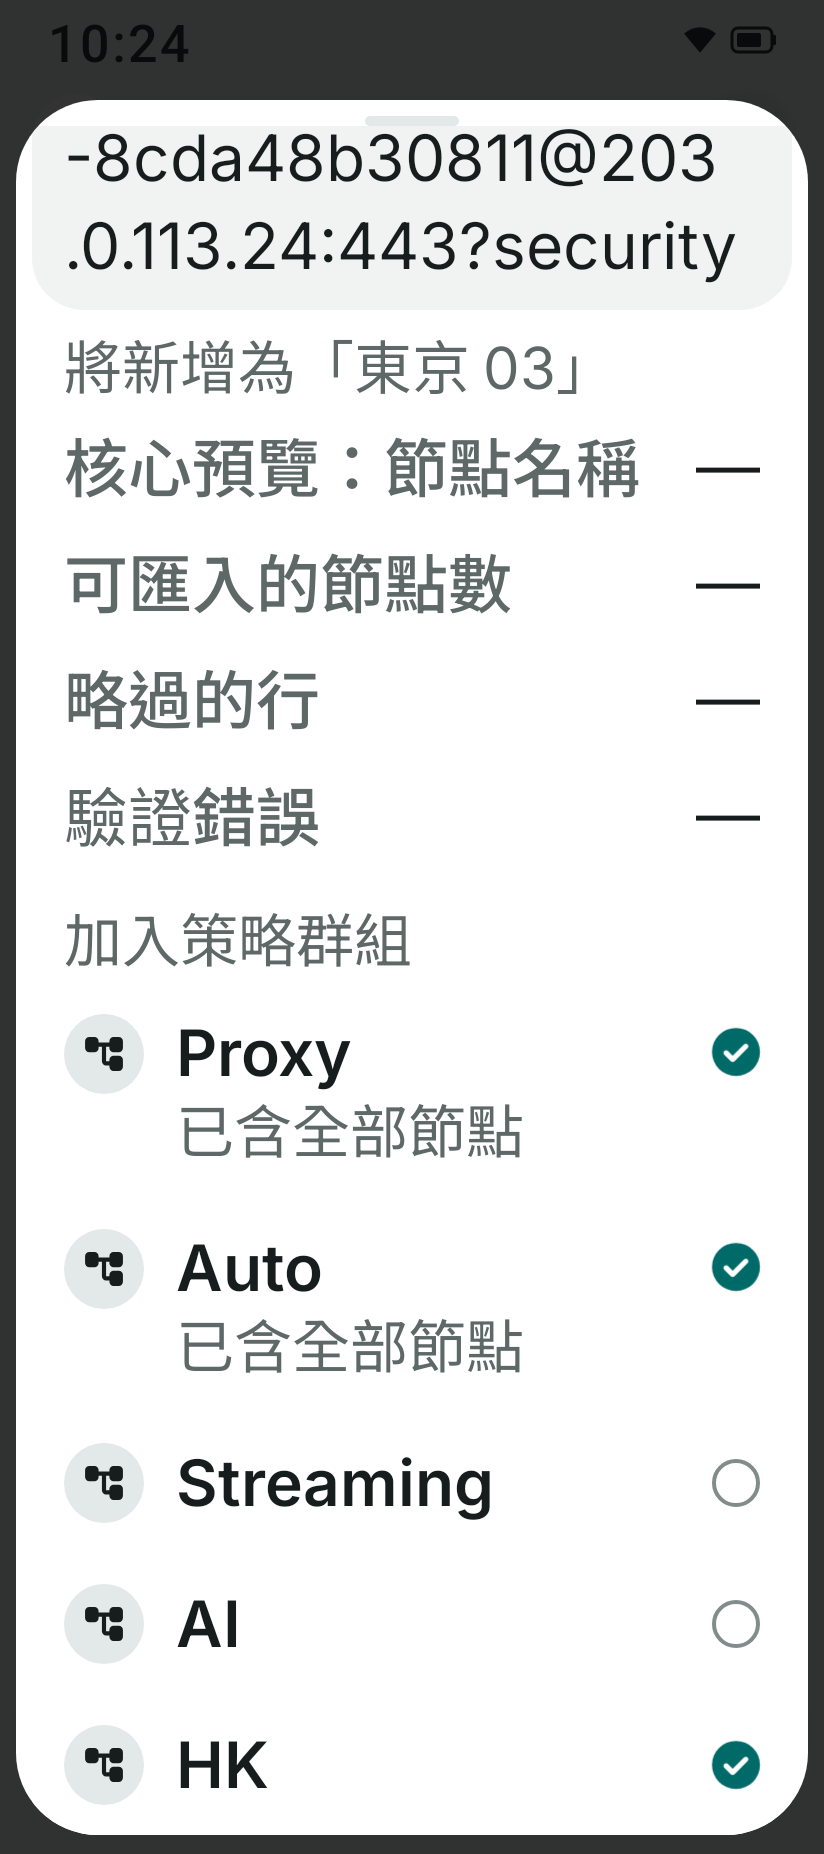 10:24
-8cda48b30811@203
.0.113.24:443?security
將新增為「東京 03」
核心預覽：節點名稱 —
可匯入的節點數 —
略過的行 —
驗證錯誤 —
加入策略群組
Proxy
已含全部節點
Auto
已含全部節點
Streaming
AI
HK